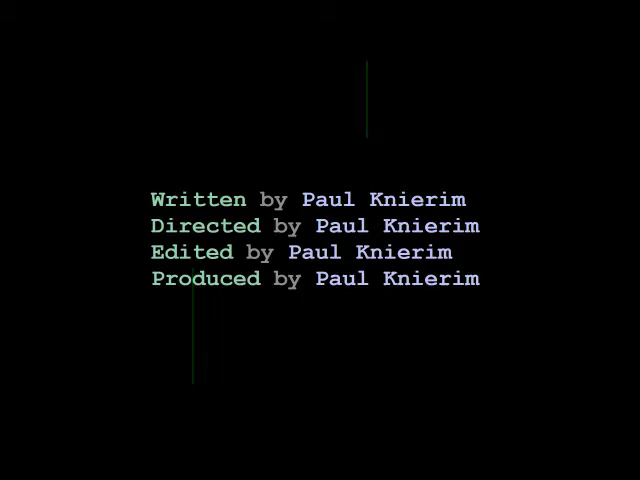 Written by Paul Knierim
Directed by Paul Knierim
Edited by Paul Knierim
Produced by Paul Knierim